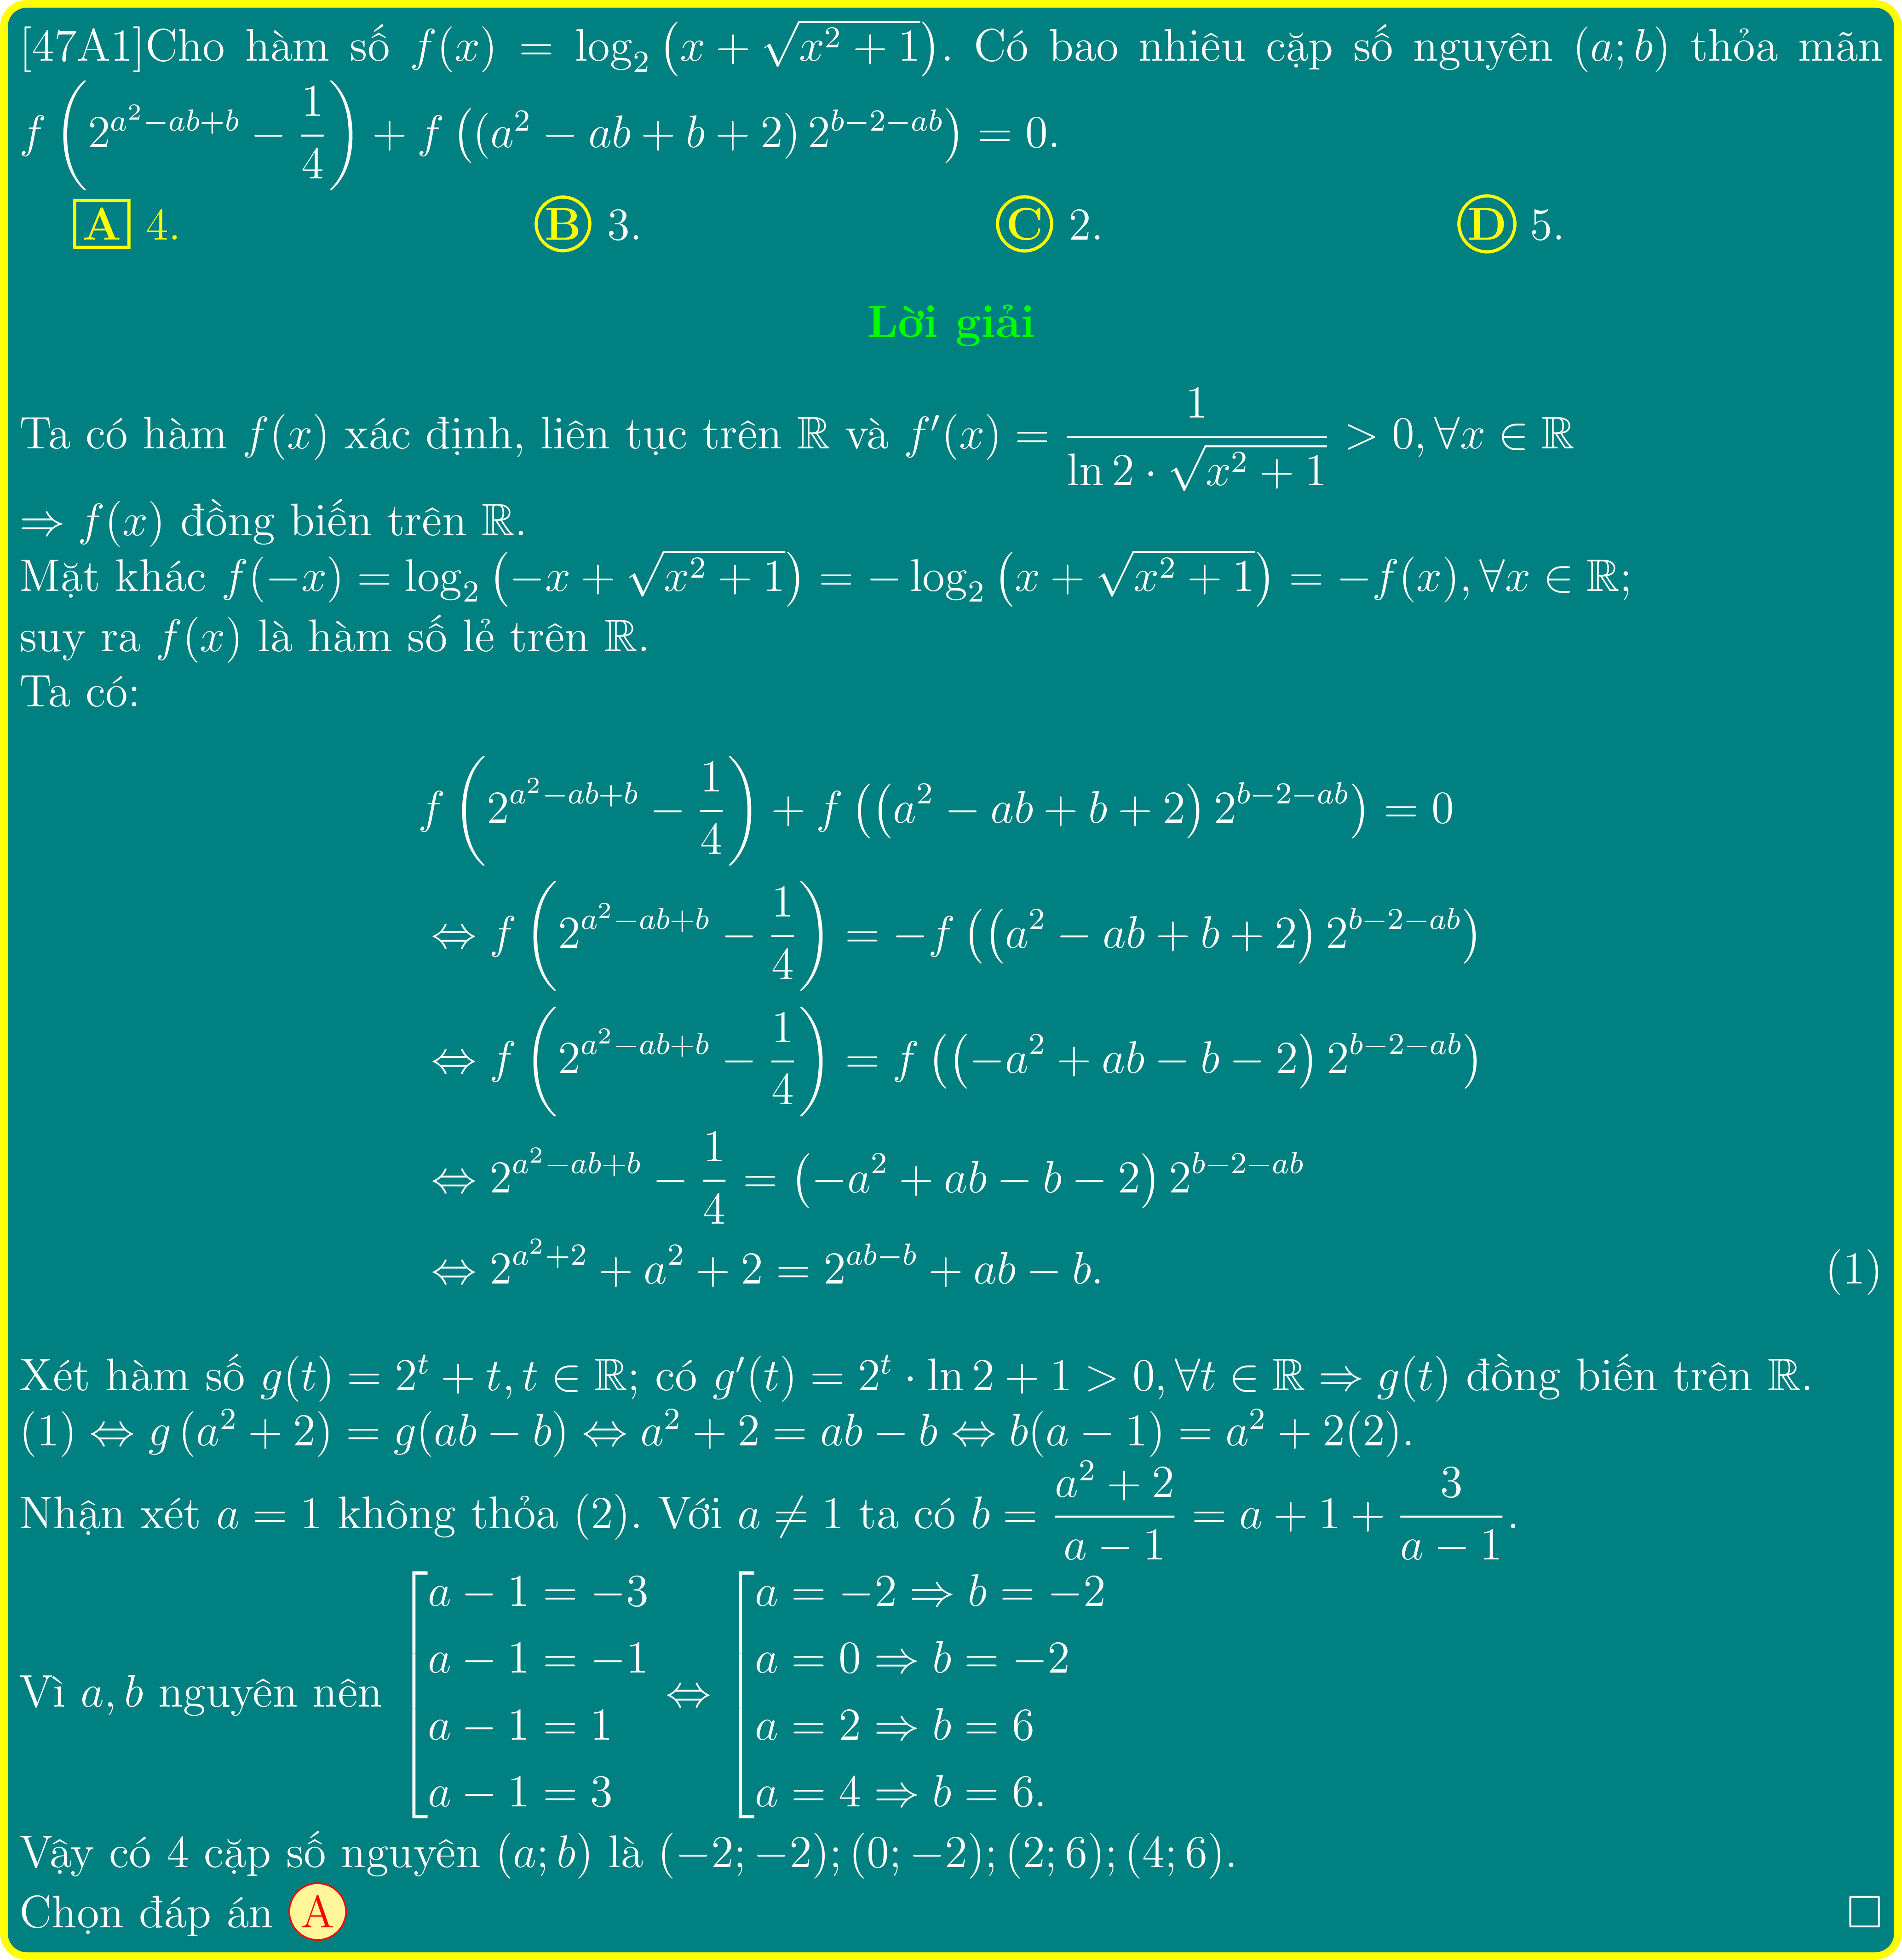 [47A1]Cho hàm số $f(x) = \log_2\left(x + \sqrt{x^2+1}\right)$. Có bao nhiêu cặp số nguyên $(a; b)$ thỏa mãn
$f\left(2^{a^2-ab+b} - \dfrac{1}{4}\right) + f\left(\left(a^2 - ab + b + 2\right) 2^{b-2-ab}\right) = 0.$
A 4. B 3. C 2. D 5.
Lời giải
Ta có hàm $f(x)$ xác định, liên tục trên $\mathbb{R}$ và $f'(x) = \dfrac{1}{\ln 2 \cdot \sqrt{x^2+1}} > 0, \forall x \in \mathbb{R}$
$\Rightarrow f(x)$ đồng biến trên $\mathbb{R}$.
Mặt khác $f(-x) = \log_2\left(-x + \sqrt{x^2+1}\right) = -\log_2\left(x + \sqrt{x^2+1}\right) = -f(x), \forall x \in \mathbb{R}$;
suy ra $f(x)$ là hàm số lẻ trên $\mathbb{R}$.
Ta có:
$f\left(2^{a^2-ab+b} - \dfrac{1}{4}\right) + f\left(\left(a^2 - ab + b + 2\right) 2^{b-2-ab}\right) = 0$
$\Leftrightarrow f\left(2^{a^2-ab+b} - \dfrac{1}{4}\right) = -f\left(\left(a^2 - ab + b + 2\right) 2^{b-2-ab}\right)$
$\Leftrightarrow f\left(2^{a^2-ab+b} - \dfrac{1}{4}\right) = f\left(\left(-a^2 + ab - b - 2\right) 2^{b-2-ab}\right)$
$\Leftrightarrow 2^{a^2-ab+b} - \dfrac{1}{4} = \left(-a^2 + ab - b - 2\right) 2^{b-2-ab}$
$\Leftrightarrow 2^{a^2+2} + a^2 + 2 = 2^{ab-b} + ab - b.$ (1)
Xét hàm số $g(t) = 2^t + t, t \in \mathbb{R}$; có $g'(t) = 2^t \cdot \ln 2 + 1 > 0, \forall t \in \mathbb{R} \Rightarrow g(t)$ đồng biến trên $\mathbb{R}$.
$(1) \Leftrightarrow g\left(a^2 + 2\right) = g(ab - b) \Leftrightarrow a^2 + 2 = ab - b \Leftrightarrow b(a - 1) = a^2 + 2(2).$
Nhận xét $a = 1$ không thỏa (2). Với $a \neq 1$ ta có $b = \dfrac{a^2+2}{a-1} = a + 1 + \dfrac{3}{a-1}$.
Vì $a, b$ nguyên nên $\left[\begin{array}{l} a - 1 = -3 \\ a - 1 = -1 \\ a - 1 = 1 \\ a - 1 = 3 \end{array}\right. \Leftrightarrow \left[\begin{array}{l} a = -2 \Rightarrow b = -2 \\ a = 0 \Rightarrow b = -2 \\ a = 2 \Rightarrow b = 6 \\ a = 4 \Rightarrow b = 6. \end{array}\right.$
Vậy có 4 cặp số nguyên $(a; b)$ là $(-2; -2); (0; -2); (2; 6); (4; 6)$.
Chọn đáp án A □